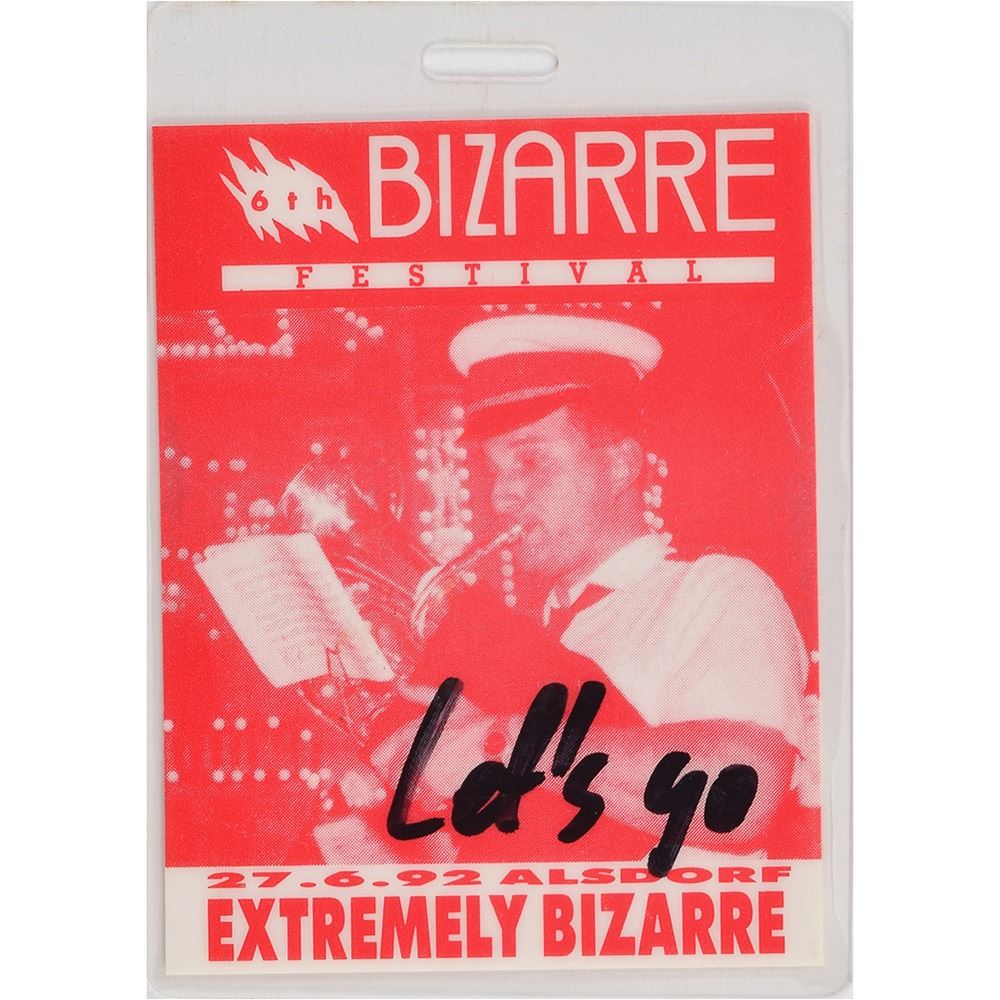 6th
BIZARRE
FESTIVAL
Let's go
27.6.92 ALSDORF
EXTREMELY BIZARRE